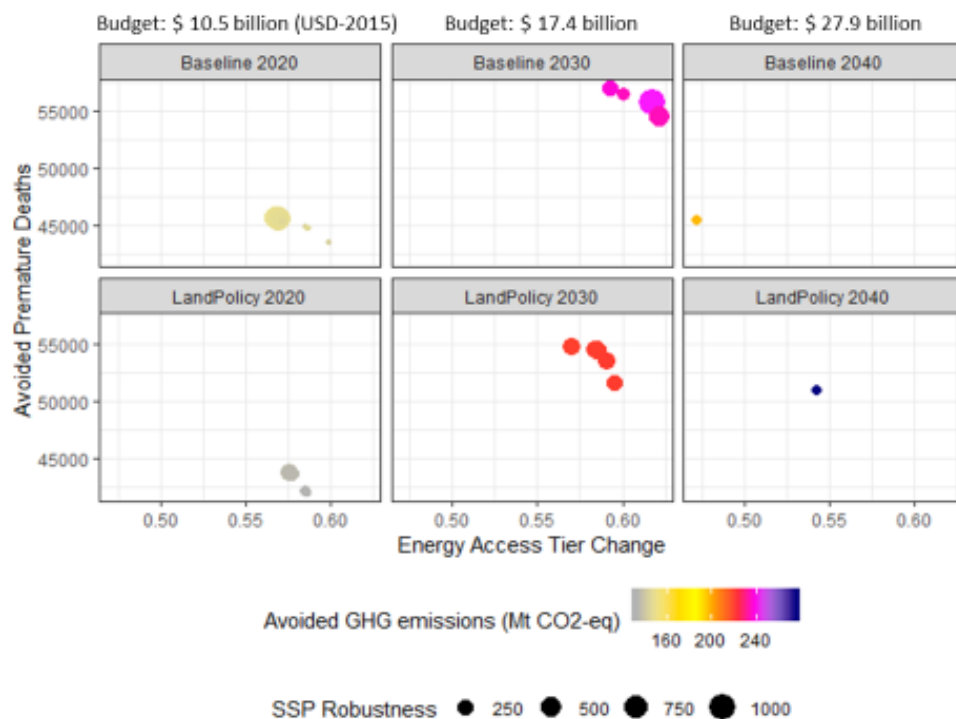 Budget: $ 10.5 billion (USD-2015) Budget: $ 17.4 billion Budget: $ 27.9 billion
Baseline 2020 Baseline 2030 Baseline 2040
55000
50000
45000
LandPolicy 2020 LandPolicy 2030 LandPolicy 2040
55000
50000
45000
Avoided Premature Deaths
0.50 0.55 0.60 0.50 0.55 0.60 0.50 0.55 0.60
Energy Access Tier Change
Avoided GHG emissions (Mt CO2-eq)
160 200 240
SSP Robustness 250 500 750 1000